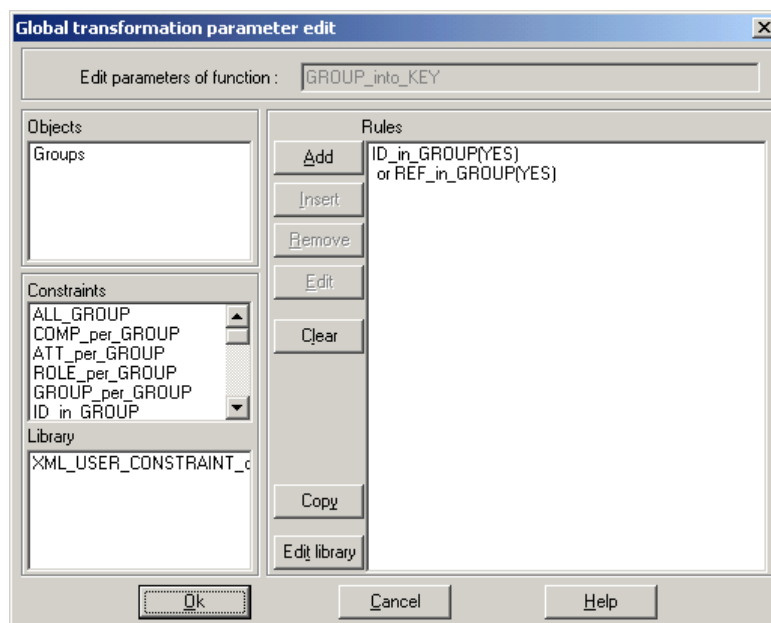 Global transformation parameter edit
Edit parameters of function : GROUP_into_KEY
Objects
Groups
Constraints
ALL_GROUP
COMP_per_GROUP
ATT_per_GROUP
ROLE_per_GROUP
GROUP_per_GROUP
ID_in_GROUP
Library
XML_USER_CONSTRAINT_c
Rules
Add
Insert
Remove
Edit
Clear
Copy
Edit library
ID_in_GROUP(YES)
or REF_in_GROUP(YES)
Ok Cancel Help